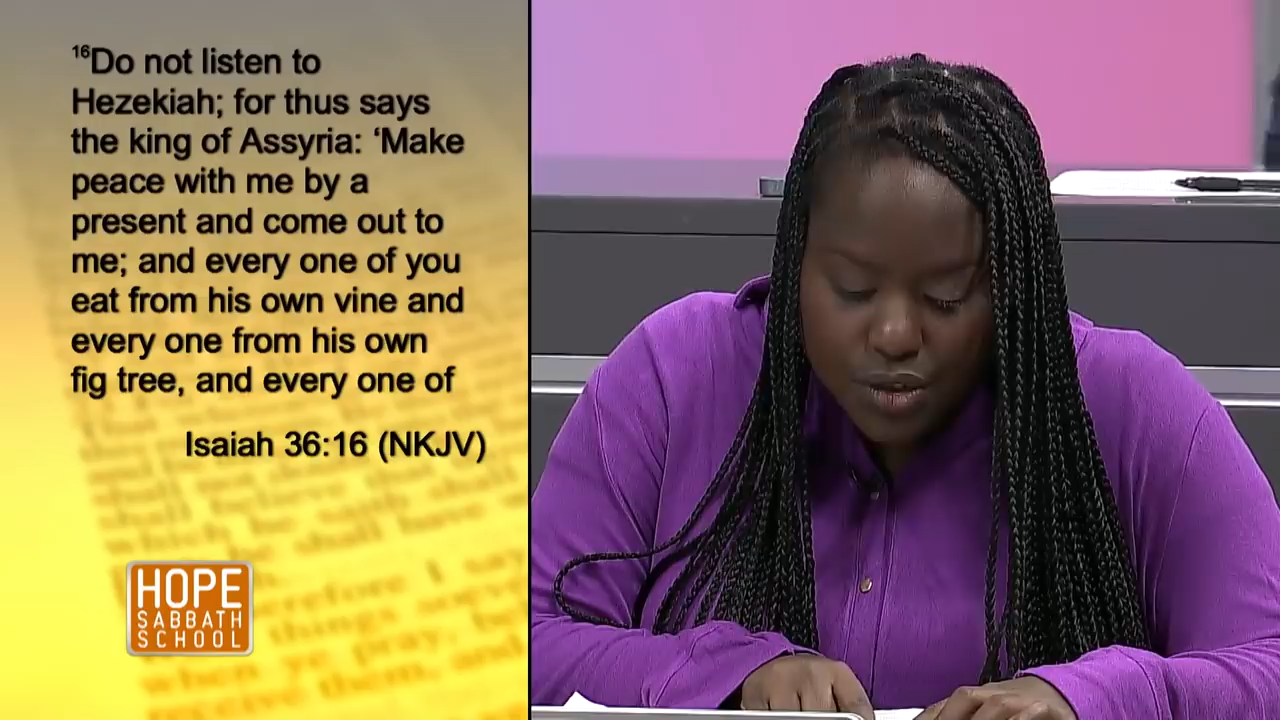 ¹⁶Do not listen to
Hezekiah; for thus says
the king of Assyria: ‘Make
peace with me by a
present and come out to
me; and every one of you
eat from his own vine and
every one from his own
fig tree, and every one of
Isaiah 36:16 (NKJV)
HOPE
SABBATH
SCHOOL